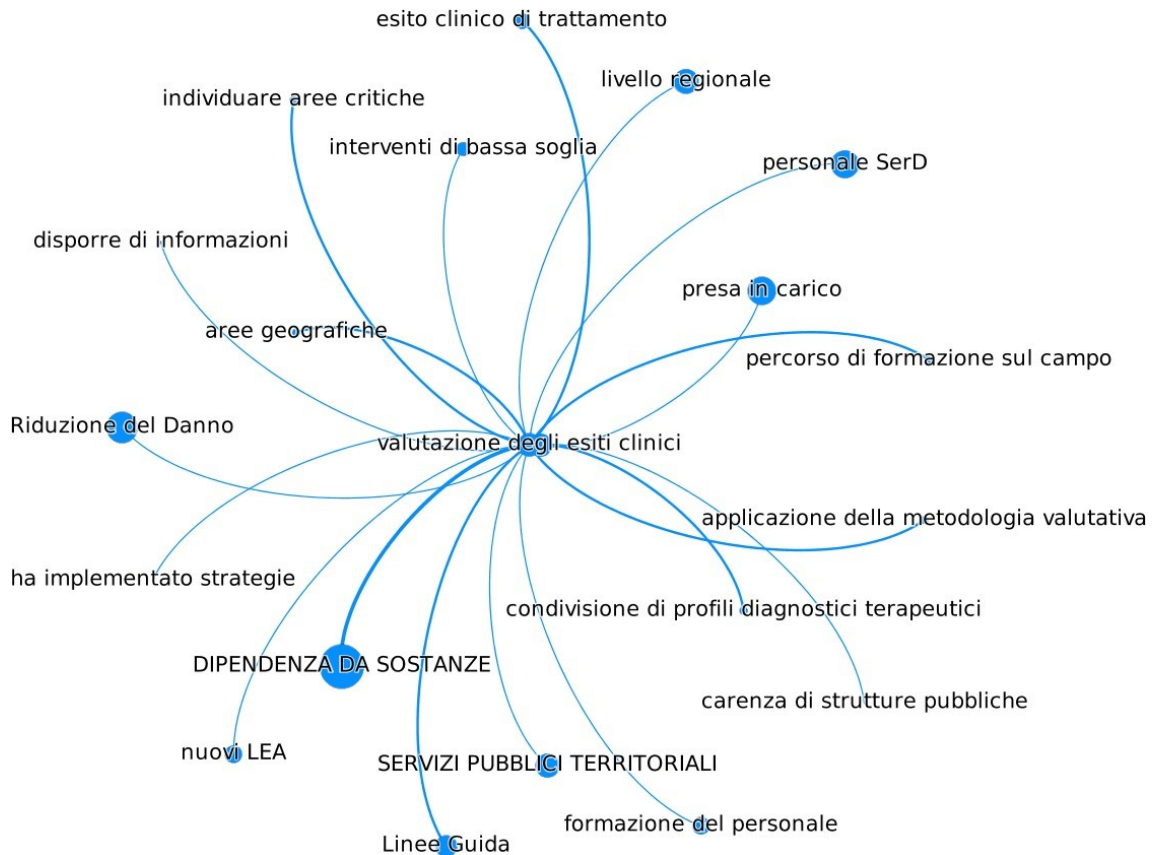 esito clinico di trattamento
livello regionale
individuare aree critiche
interventi di bassa soglia
personale SerD
disporre di informazioni
presa in carico
aree geografiche
percorso di formazione sul campo
Riduzione del Danno
valutazione degli esiti clinici
applicazione della metodologia valutativa
ha implementato strategie
condivisione di profili diagnostici terapeutici
DIPENDENZA DA SOSTANZE
carenza di strutture pubbliche
nuovi LEA
SERVIZI PUBBLICI TERRITORIALI
formazione del personale
Linee Guida